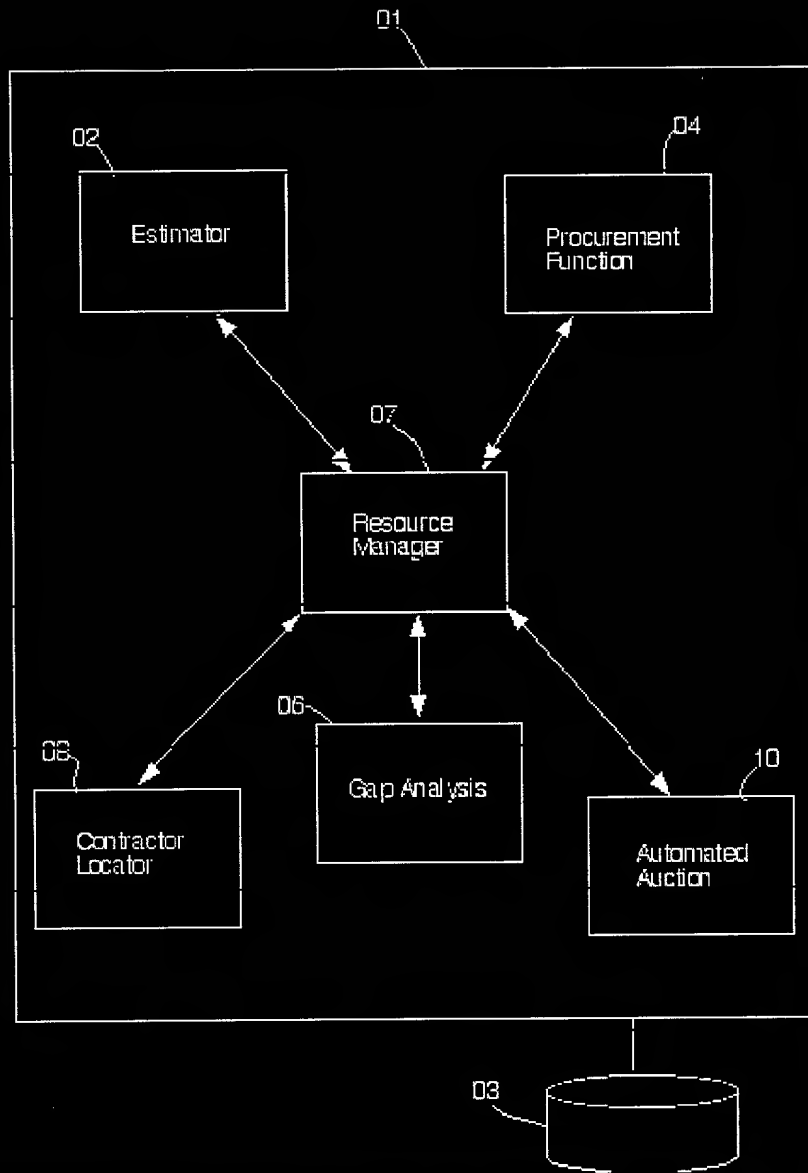 01
02
04
Estimator
Procurement
Function
07
Resource
Manager
06
08
10
Gap Analysis
Contractor
Locator
Automated
Auction
03